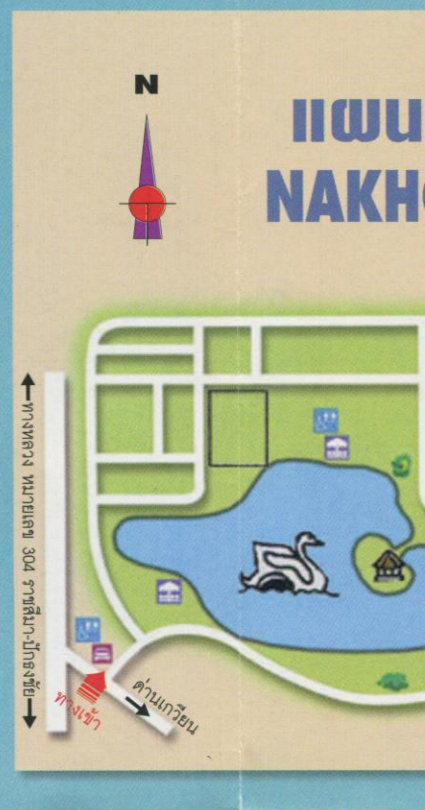 N
แผน
NAKH
ทางหลวง หมายเลข 304 ราชสีมา-ปักธงชัย
ทางเข้า
ด่านเกวียน